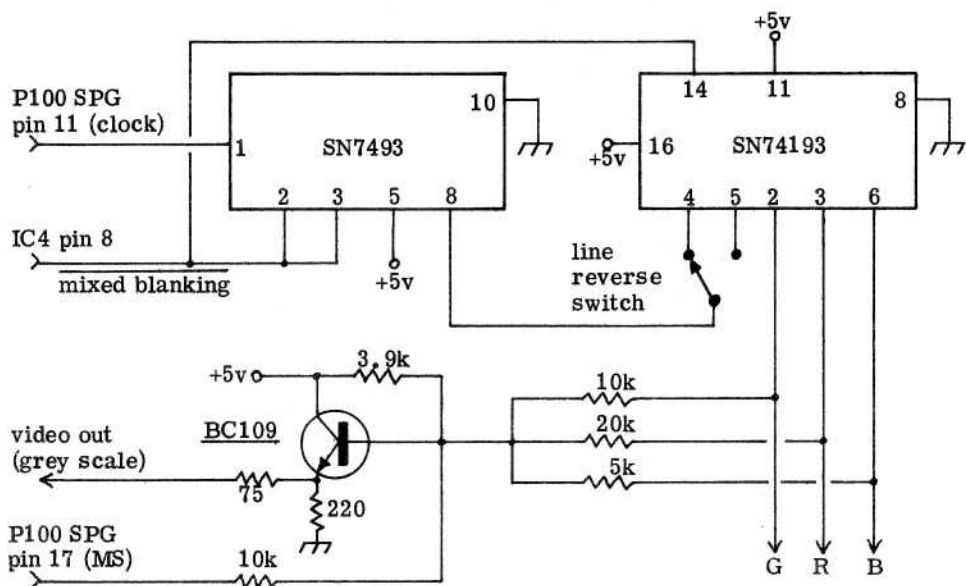 +5v
P100 SPG
pin 11 (clock)
1
10
SN7493
2 3 5 8
14 11
8
+5v
16
SN74193
4 5 2 3 6
IC4 pin 8
mixed blanking
+5v
line
reverse
switch
3.9k
+5v
BC109
video out
(grey scale)
75
220
10k
20k
5k
P100 SPG
pin 17 (MS)
10k
G R B